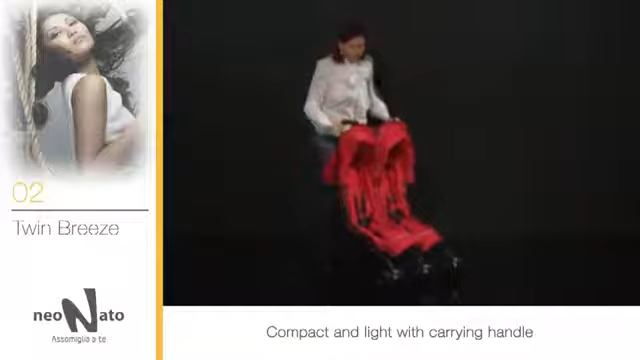 02
Twin Breeze
neoNato
Assomiglia a te
Compact and light with carrying handle